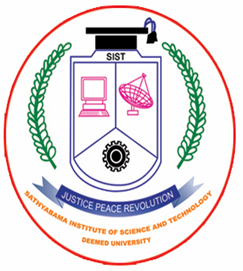 SIST
JUSTICE PEACE REVOLUTION
SATHYABAMA INSTITUTE OF SCIENCE AND TECHNOLOGY
DEEMED UNIVERSITY